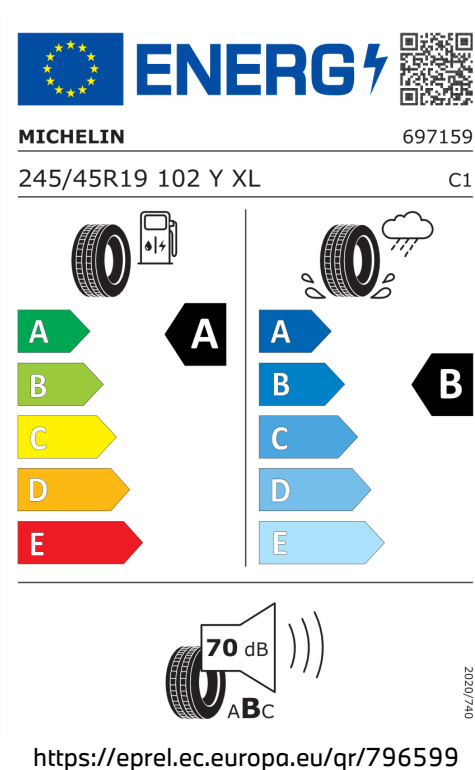 ENERG
MICHELIN 697159
245/45R19 102 Y XL C1
A A
B
C
D
E
A
B B
C
D
E
70 dB
ABC
2020/740
https://eprel.ec.europa.eu/qr/796599